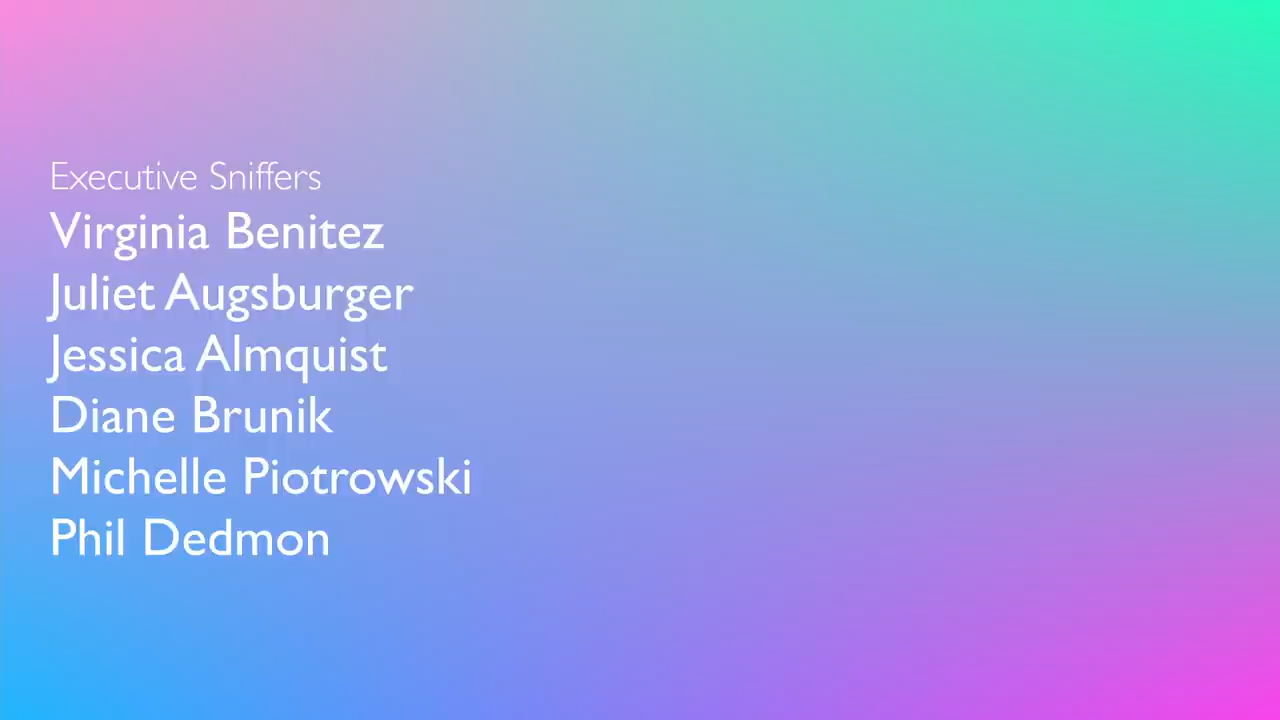 Executive Sniffers
Virginia Benitez
Juliet Augsburger
Jessica Almquist
Diane Brunik
Michelle Piotrowski
Phil Dedmon